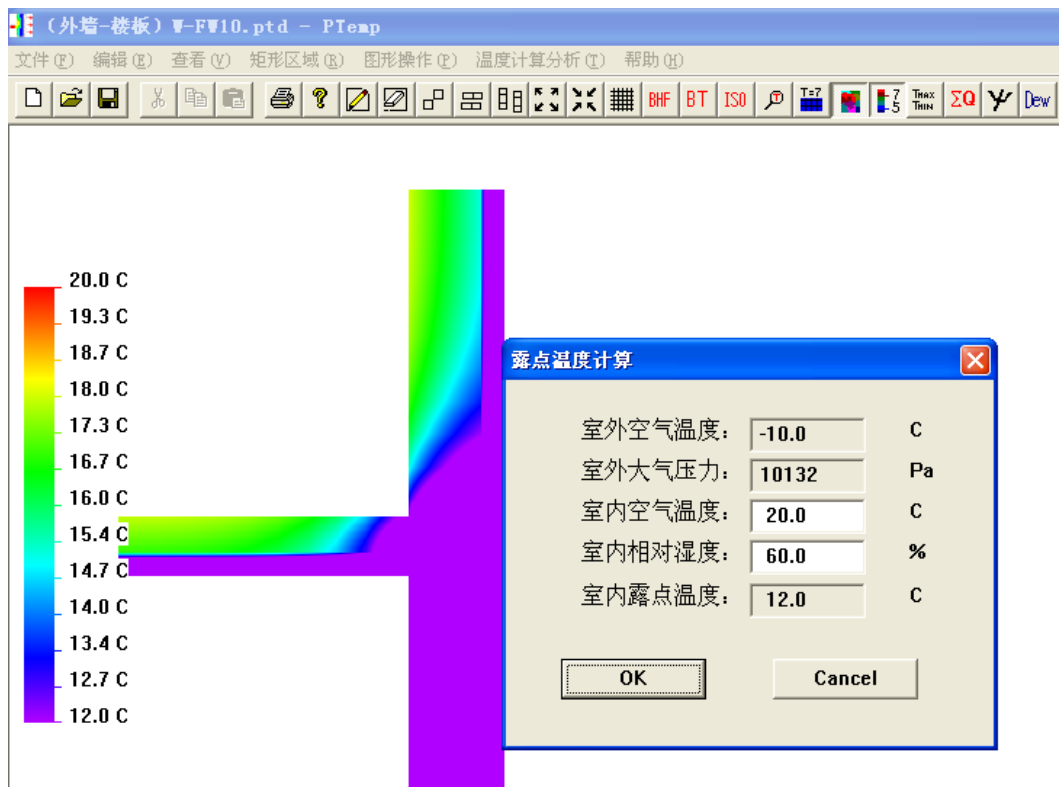 （外墙-楼板）W-FW10.ptd - PTemp
文件(F) 编辑(E) 查看(V) 矩形区域(R) 图形操作(P) 温度计算分析(T) 帮助(H)
BHF BT ISO T T=? 7 5 TMAX TMIN ΣQ Ψ Dew
20.0 C
19.3 C
18.7 C
18.0 C
17.3 C
16.7 C
16.0 C
15.4 C
14.7 C
14.0 C
13.4 C
12.7 C
12.0 C
露点温度计算
室外空气温度： -10.0 C
室外大气压力： 10132 Pa
室内空气温度： 20.0 C
室内相对湿度： 60.0 %
室内露点温度： 12.0 C
OK Cancel